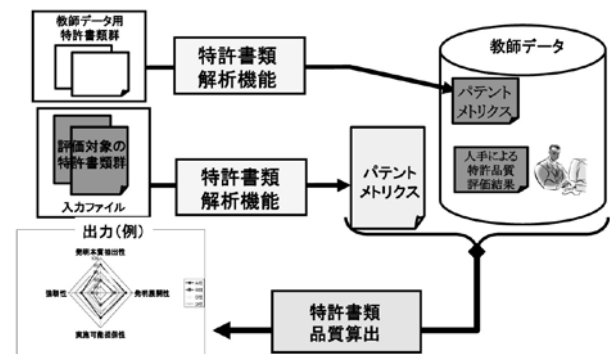 教師データ用
特許書類群
特許書類
解析機能
教師データ
パテント
メトリクス
評価対象の
特許書類群
入力ファイル
特許書類
解析機能
パテント
メトリクス
人手による
特許品質
評価結果
出力(例)
発明本質抽出性
強靭性
発明展開性
実施可能担保性
特許書類
品質算出